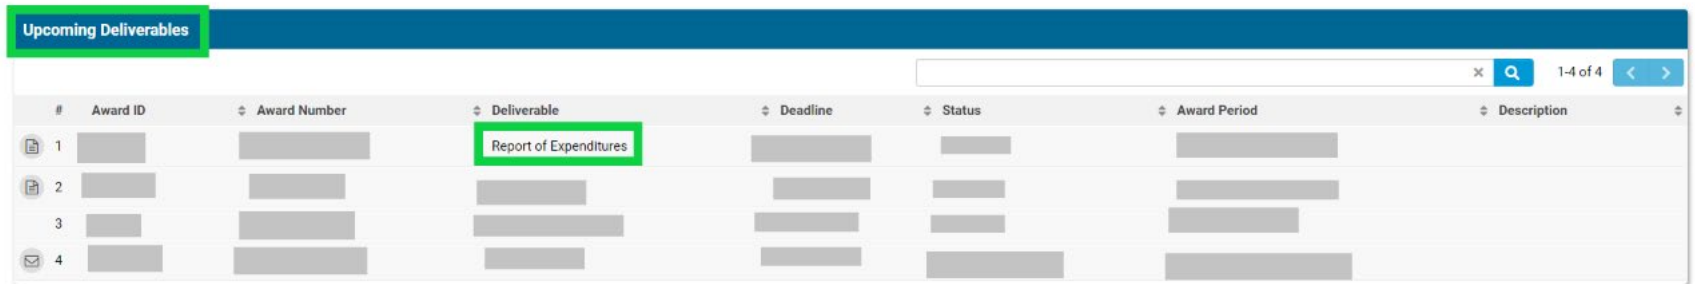 Upcoming Deliverables
1-4 of 4
# Award ID Award Number Deliverable Deadline Status Award Period Description
1 Report of Expenditures
2
3
4